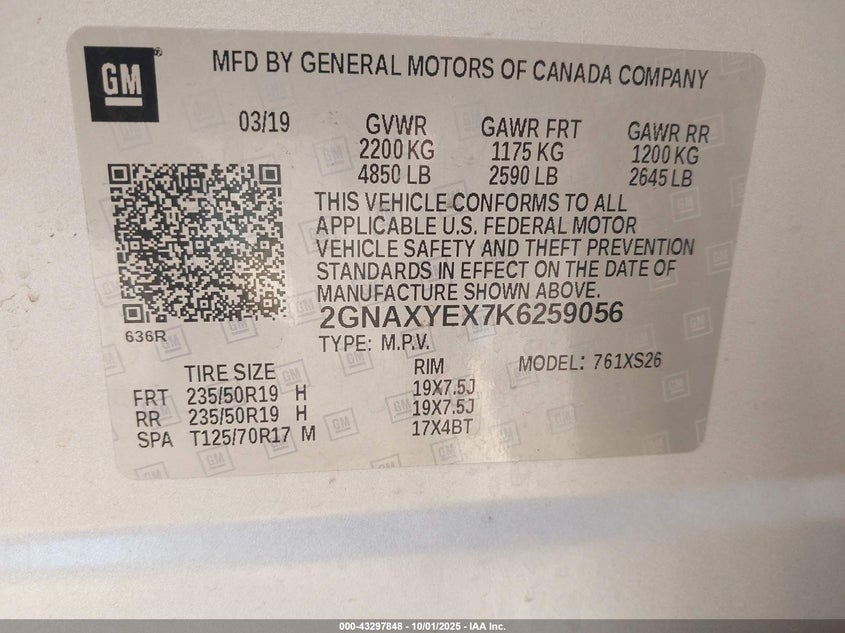 GM
MFD BY GENERAL MOTORS OF CANADA COMPANY
03/19 GVWR GAWR FRT GAWR RR
2200 KG 1175 KG 1200 KG
4850 LB 2590 LB 2645 LB
THIS VEHICLE CONFORMS TO ALL
APPLICABLE U.S. FEDERAL MOTOR
VEHICLE SAFETY AND THEFT PREVENTION
STANDARDS IN EFFECT ON THE DATE OF
MANUFACTURE SHOWN ABOVE.
2GNAXYEX7K6259056
636R
TYPE: M.P.V.
TIRE SIZE RIM MODEL: 761XS26
FRT 235/50R19 H 19X7.5J
RR 235/50R19 H 19X7.5J
SPA T125/70R17 M 17X4BT
000-43297848 - 10/01/2025 - IAA Inc.